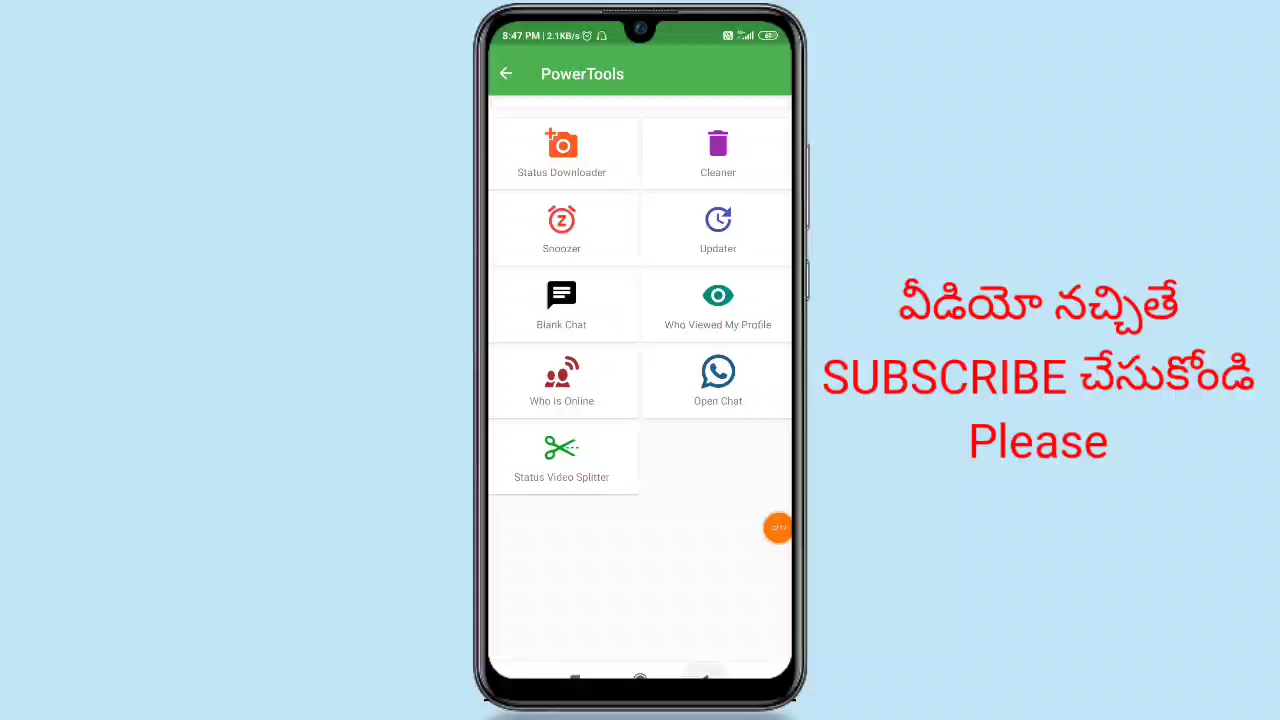 8:47 PM | 2.1KB/s
PowerTools
Status Downloader
Cleaner
Snoozer
Updater
Blank Chat
Who Viewed My Profile
Who Is Online
Open Chat
Status Video Splitter
వీడియో నచ్చితే
SUBSCRIBE చేసుకోండి
Please